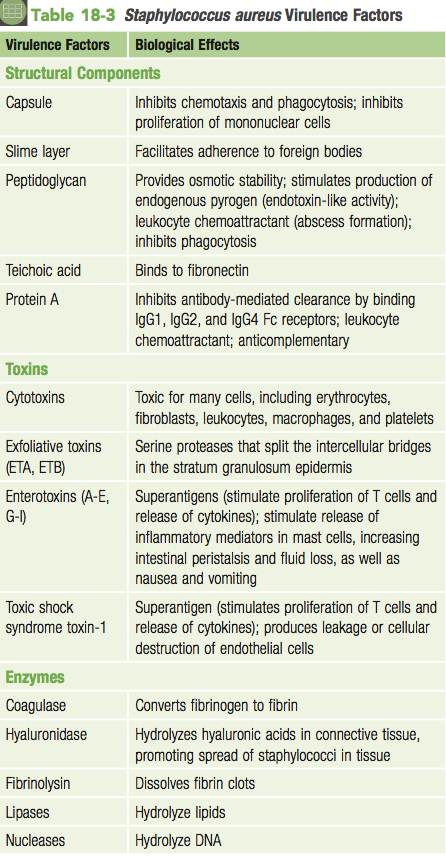 Table 18-3 Staphylococcus aureus Virulence Factors
Virulence Factors Biological Effects
Structural Components
Capsule Inhibits chemotaxis and phagocytosis; inhibits
proliferation of mononuclear cells
Slime layer Facilitates adherence to foreign bodies
Peptidoglycan Provides osmotic stability; stimulates production of
endogenous pyrogen (endotoxin-like activity);
leukocyte chemoattractant (abscess formation);
inhibits phagocytosis
Teichoic acid Binds to fibronectin
Protein A Inhibits antibody-mediated clearance by binding
IgG1, IgG2, and IgG4 Fc receptors; leukocyte
chemoattractant; anticomplementary
Toxins
Cytotoxins Toxic for many cells, including erythrocytes,
fibroblasts, leukocytes, macrophages, and platelets
Exfoliative toxins Serine proteases that split the intercellular bridges
(ETA, ETB) in the stratum granulosum epidermis
Enterotoxins (A-E, Superantigens (stimulate proliferation of T cells and
G-I) release of cytokines); stimulate release of
inflammatory mediators in mast cells, increasing
intestinal peristalsis and fluid loss, as well as
nausea and vomiting
Toxic shock Superantigen (stimulates proliferation of T cells and
syndrome toxin-1 release of cytokines); produces leakage or cellular
destruction of endothelial cells
Enzymes
Coagulase Converts fibrinogen to fibrin
Hyaluronidase Hydrolyzes hyaluronic acids in connective tissue,
promoting spread of staphylococci in tissue
Fibrinolysin Dissolves fibrin clots
Lipases Hydrolyze lipids
Nucleases Hydrolyze DNA